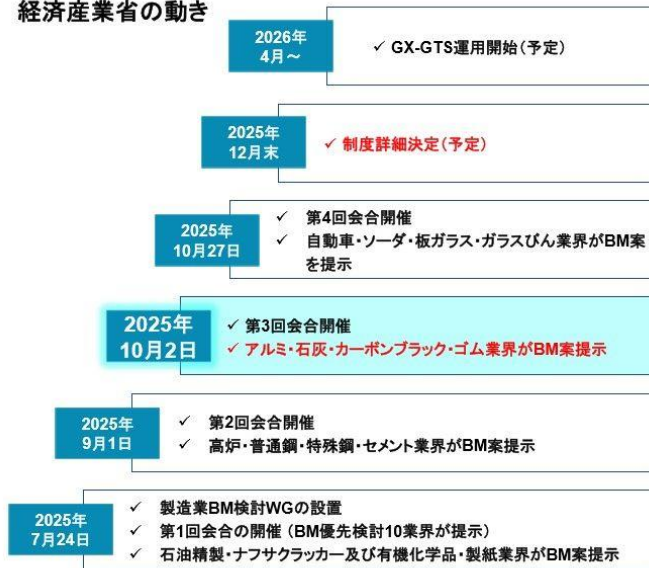 経済産業省の動き
2026年
4月~
✓ GX-GTS運用開始(予定)
2025年
12月末
✓ 制度詳細決定(予定)
2025年
10月27日
✓ 第4回会合開催
✓ 自動車・ソーダ・板ガラス・ガラスびん業界がBM案
を提示
2025年
10月2日
✓ 第3回会合開催
✓ アルミ・石灰・カーボンブラック・ゴム業界がBM案提示
2025年
9月1日
✓ 第2回会合開催
✓ 高炉・普通鋼・特殊鋼・セメント業界がBM案提示
2025年
7月24日
✓ 製造業BM検討WGの設置
✓ 第1回会合の開催 (BM優先検討10業界が提示)
✓ 石油精製・ナフサクラッカー及び有機化学品・製紙業界がBM案提示